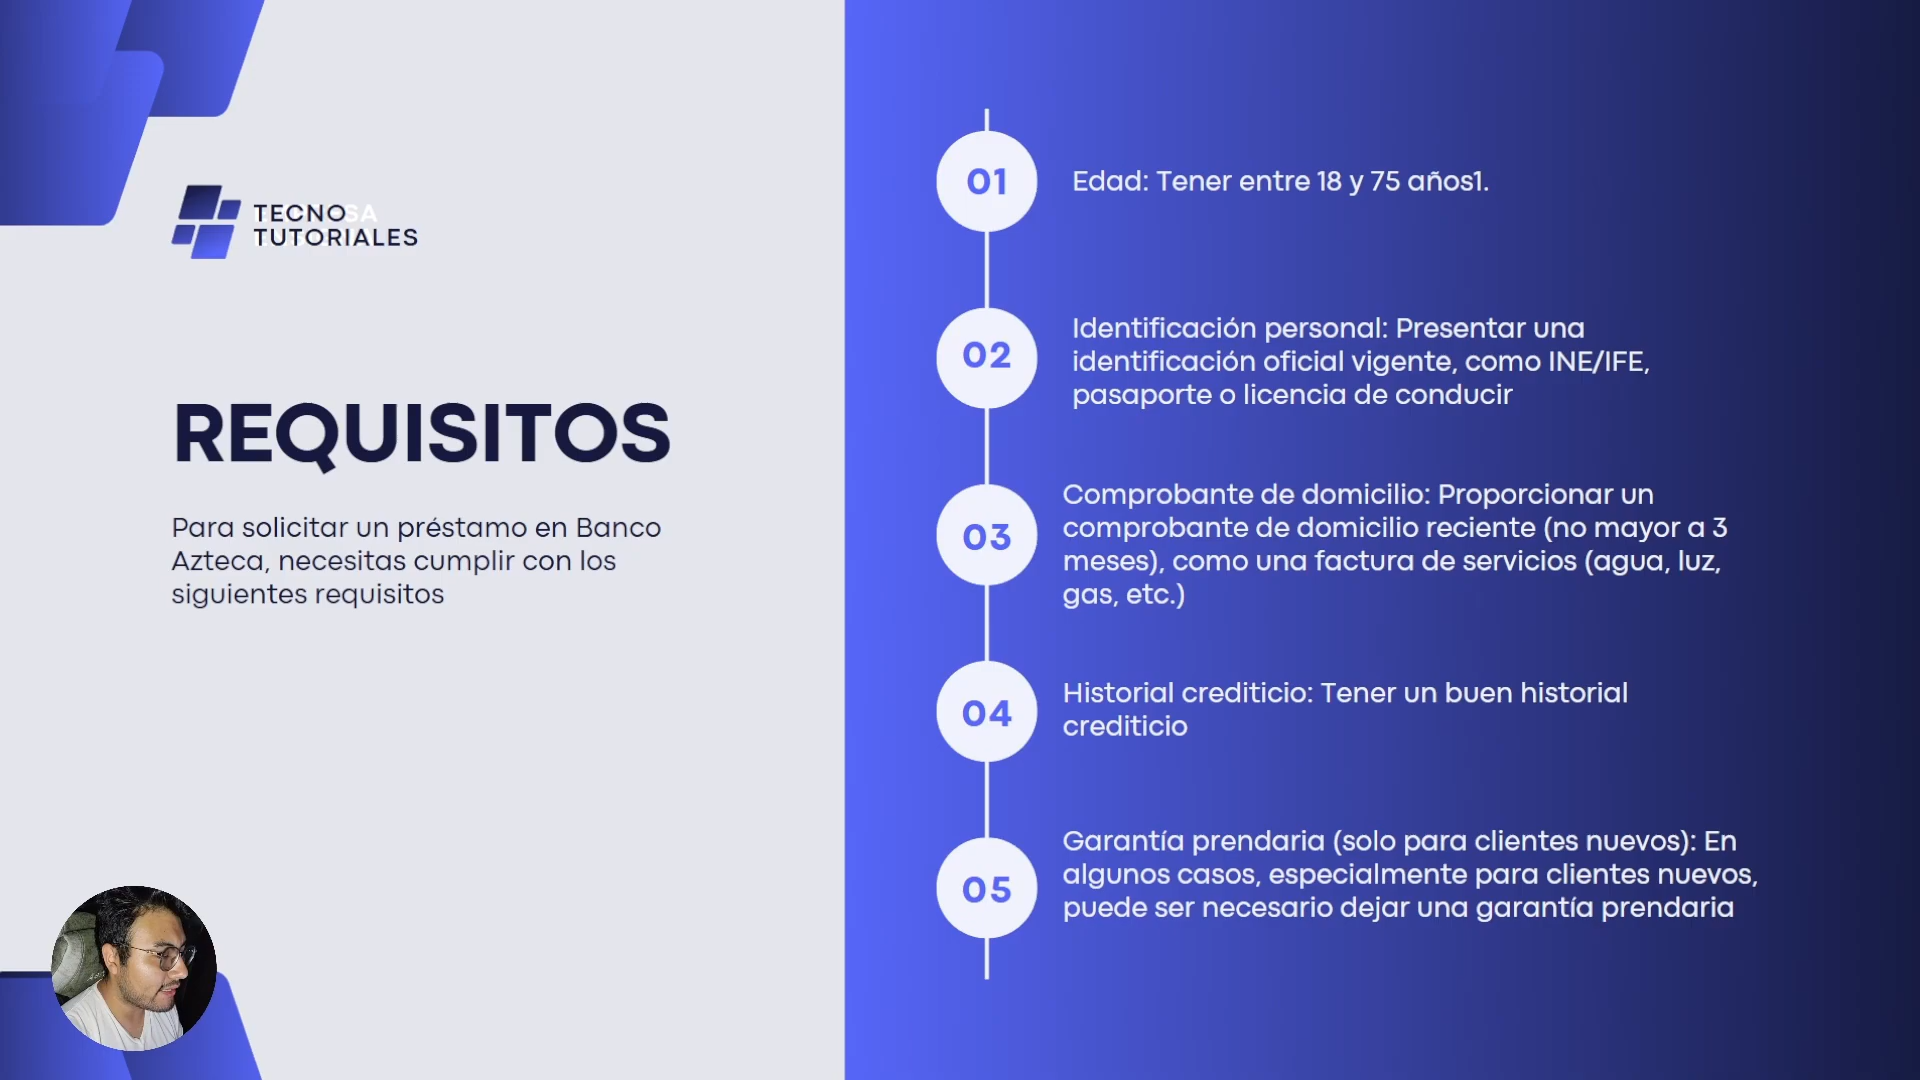 TECNO
TUTORIALES
REQUISITOS
Para solicitar un préstamo en Banco
Azteca, necesitas cumplir con los
siguientes requisitos
01
Edad: Tener entre 18 y 75 años1.
02
Identificación personal: Presentar una
identificación oficial vigente, como INE/IFE,
pasaporte o licencia de conducir
03
Comprobante de domicilio: Proporcionar un
comprobante de domicilio reciente (no mayor a 3
meses), como una factura de servicios (agua, luz,
gas, etc.)
04
Historial crediticio: Tener un buen historial
crediticio
05
Garantía prendaria (solo para clientes nuevos): En
algunos casos, especialmente para clientes nuevos,
puede ser necesario dejar una garantía prendaria